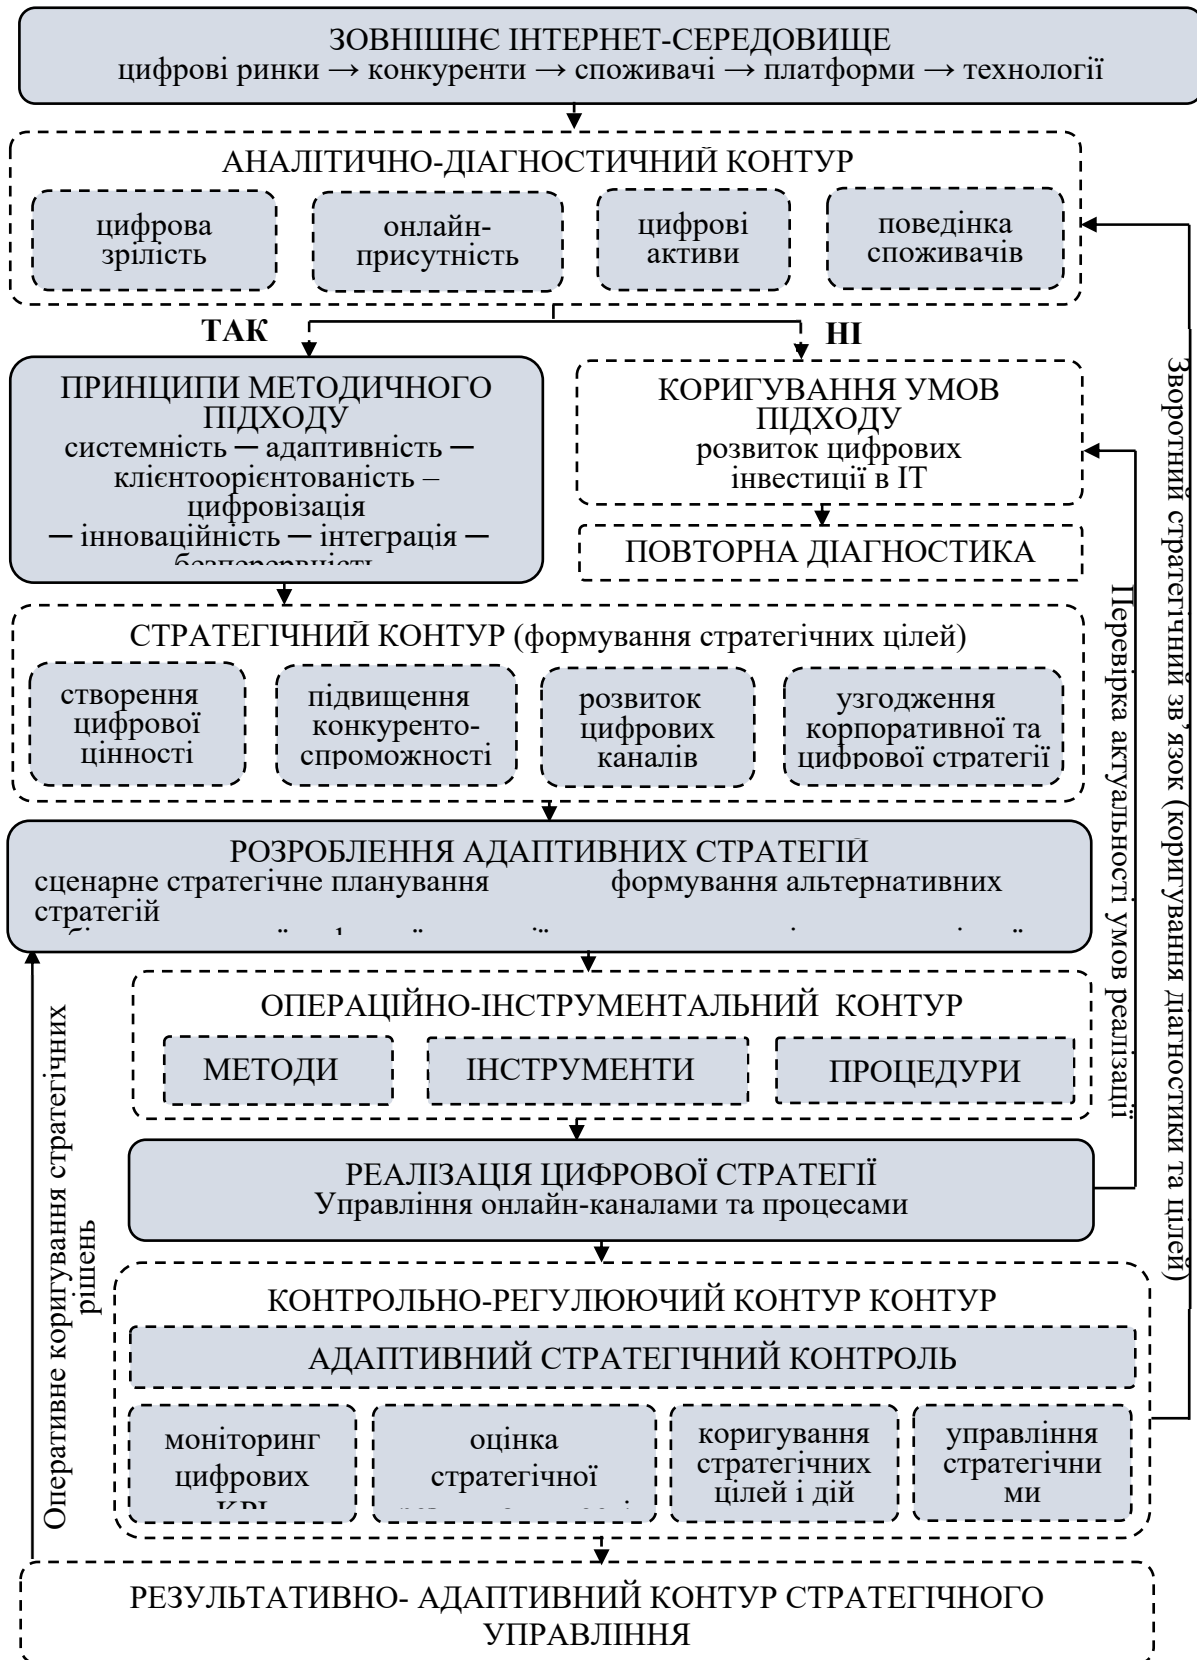 ЗОВНІШНЄ ІНТЕРНЕТ-СЕРЕДОВИЩЕ
цифрові ринки → конкуренти → споживачі → платформи → технології
АНАЛІТИЧНО-ДІАГНОСТИЧНИЙ КОНТУР
цифрова
зрілість
онлайн-
присутність
цифрові
активи
поведінка
споживачів
ТАК
НІ
ПРИНЦИПИ МЕТОДИЧНОГО
ПІДХОДУ
системність — адаптивність —
клієнтоорієнтованість –
цифровізація
— інноваційність — інтеграція —
безперервність
КОРИГУВАННЯ УМОВ
ПІДХОДУ
розвиток цифрових
інвестиції в ІТ
ПОВТОРНА ДІАГНОСТИКА
СТРАТЕГІЧНИЙ КОНТУР (формування стратегічних цілей)
створення
цифрової
цінності
підвищення
конкуренто-
спроможності
розвиток
цифрових
каналів
узгодження
корпоративної та
цифрової стратегії
РОЗРОБЛЕННЯ АДАПТИВНИХ СТРАТЕГІЙ
сценарне стратегічне планування формування альтернативних
стратегій
ОПЕРАЦІЙНО-ІНСТРУМЕНТАЛЬНИЙ КОНТУР
МЕТОДИ
ІНСТРУМЕНТИ
ПРОЦЕДУРИ
РЕАЛІЗАЦІЯ ЦИФРОВОЇ СТРАТЕГІЇ
Управління онлайн-каналами та процесами
КОНТРОЛЬНО-РЕГУЛЮЮЧИЙ КОНТУР КОНТУР
АДАПТИВНИЙ СТРАТЕГІЧНИЙ КОНТРОЛЬ
моніторинг
цифрових
KPI
оцінка
стратегічної
коригування
стратегічних
цілей і дій
управління
стратегічни
ми
РЕЗУЛЬТАТИВНО- АДАПТИВНИЙ КОНТУР СТРАТЕГІЧНОГО
УПРАВЛІННЯ
Оперативне коригування стратегічних
рішень
Перевірка актуальності умов реалізації
Зворотний стратегічний зв’язок (коригування діагностики та цілей)